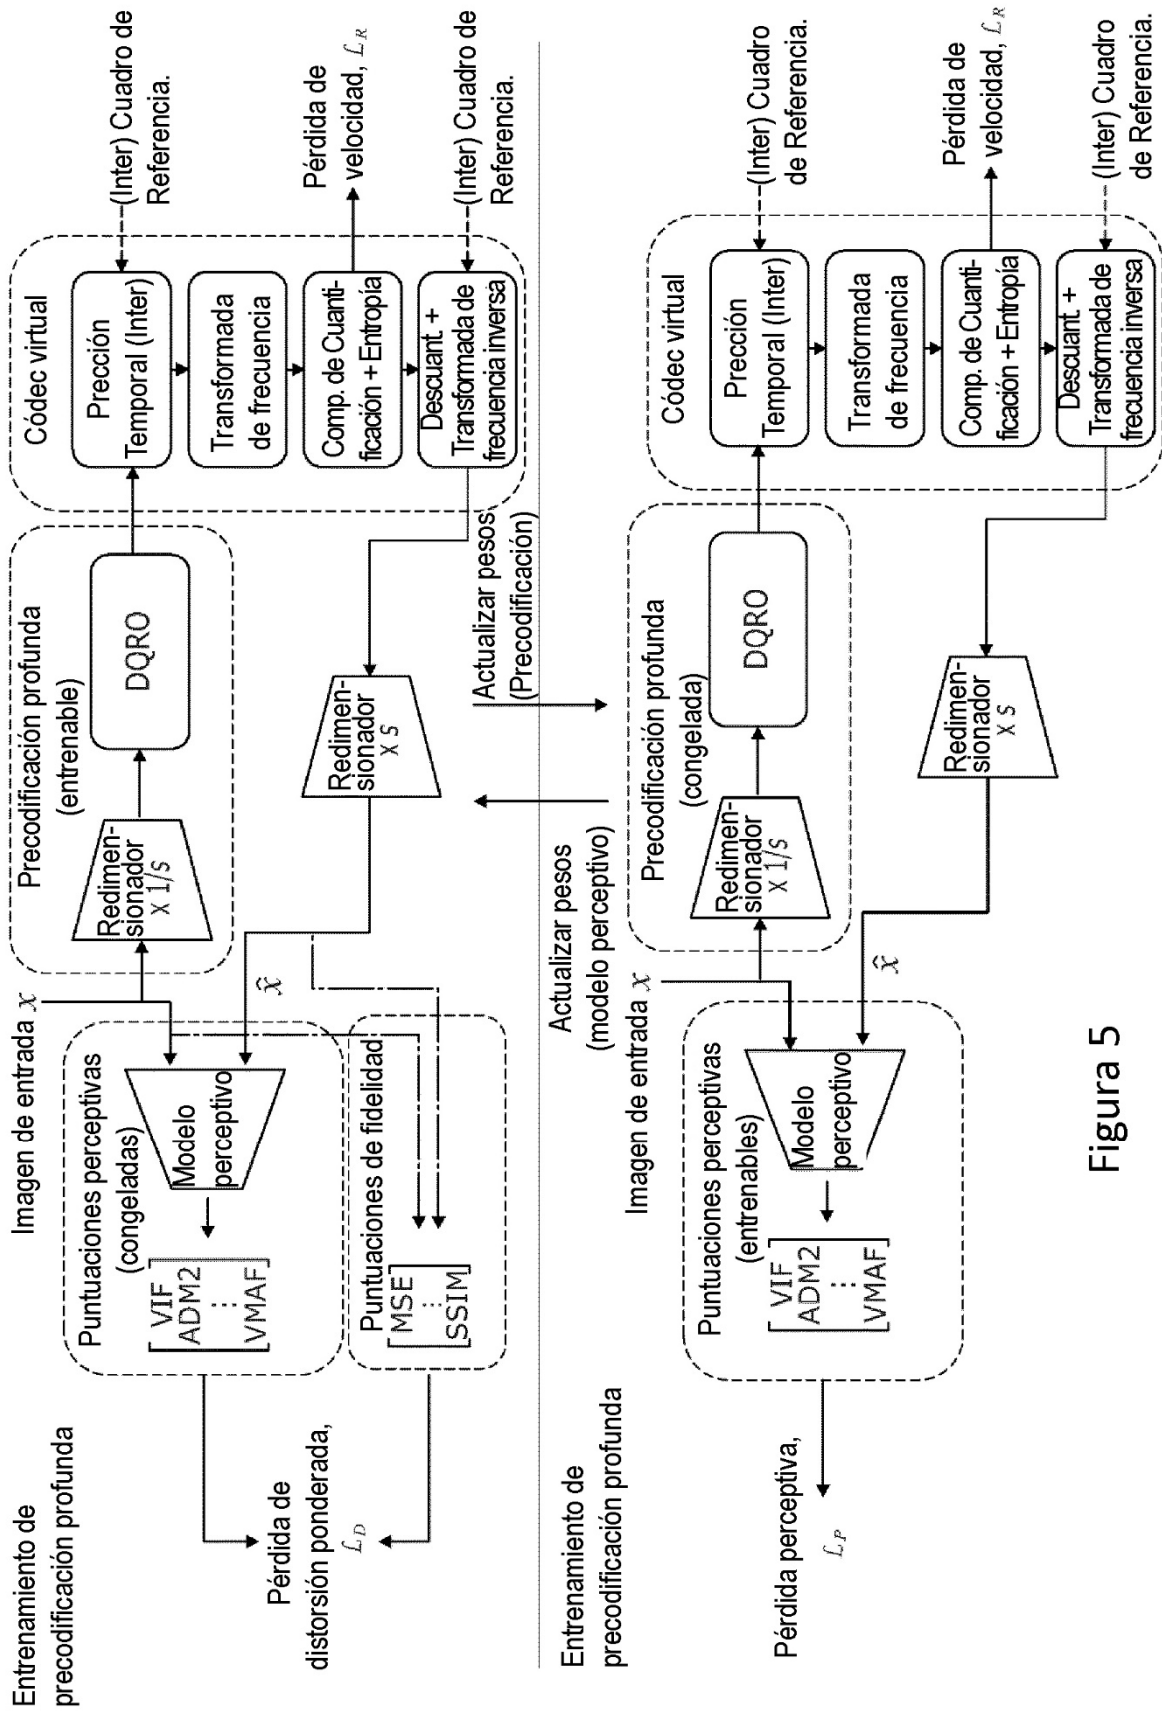 Entrenamiento de
precodificación profunda
Imagen de entrada x
Precodificación profunda
(entrenable)
Redimen-
sionador
x 1/s
DQRO
Códec virtual
Prección
Temporal (Inter)
Transformada
de frecuencia
Comp. de Cuanti-
ficación + Entropía
Descuant. +
Transformada de
frecuencia inversa
(Inter) Cuadro de
Referencia.
Pérdida de
velocidad, ℒR
(Inter) Cuadro de
Referencia.
Redimen-
sionador
x s
x̂
Puntuaciones perceptivas
(congeladas)
Modelo
perceptivo
VIF
ADM2
⋮
VMAF
Puntuaciones de fidelidad
MSE
⋮
SSIM
Pérdida de
distorsión ponderada,
ℒD
Actualizar pesos
(Precodificación)
Actualizar pesos
(modelo perceptivo)
Entrenamiento de
precodificación profunda
Imagen de entrada x
Precodificación profunda
(congelada)
Redimen-
sionador
x 1/s
DQRO
Códec virtual
Prección
Temporal (Inter)
Transformada
de frecuencia
Comp. de Cuanti-
ficación + Entropía
Descuant. +
Transformada de
frecuencia inversa
(Inter) Cuadro
de Referencia.
Pérdida de
velocidad, ℒR
(Inter) Cuadro
de Referencia.
Redimen-
sionador
x s
x̂
Puntuaciones perceptivas
(entrenables)
Modelo
perceptivo
VIF
ADM2
⋮
VMAF
Pérdida perceptiva,
ℒP
Figura 5